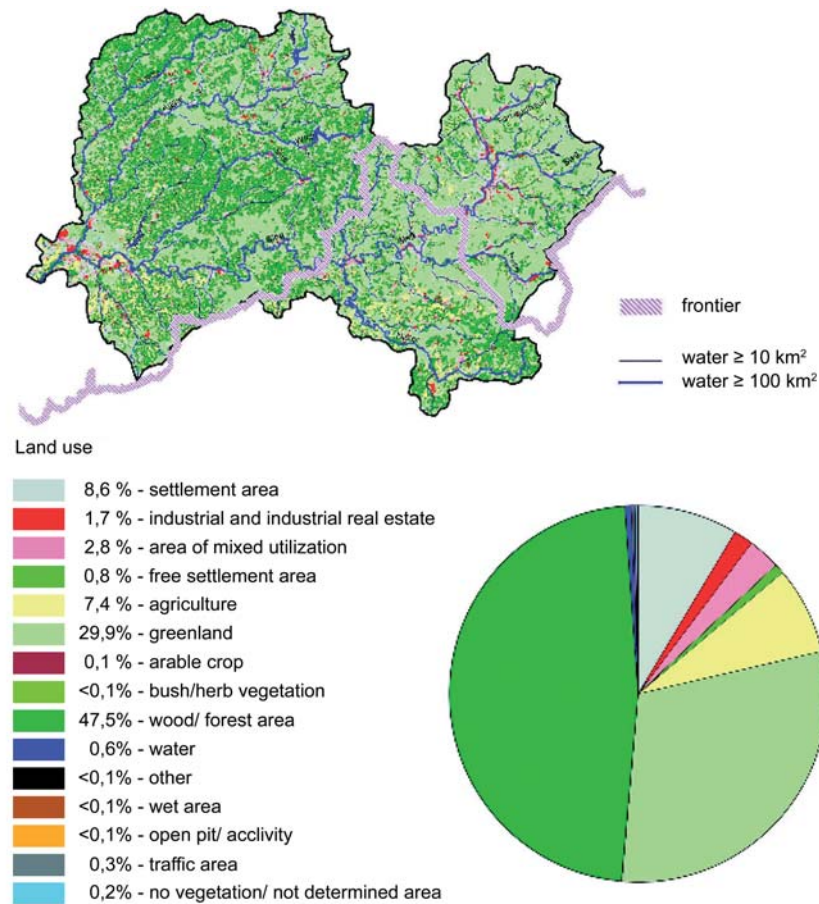 frontier
water ≥ 10 km²
water ≥ 100 km²
Land use
8,6 % - settlement area
1,7 % - industrial and industrial real estate
2,8 % - area of mixed utilization
0,8 % - free settlement area
7,4 % - agriculture
29,9% - greenland
0,1 % - arable crop
<0,1% - bush/herb vegetation
47,5% - wood/ forest area
0,6% - water
<0,1% - other
<0,1% - wet area
<0,1% - open pit/ acclivity
0,3% - traffic area
0,2% - no vegetation/ not determined area